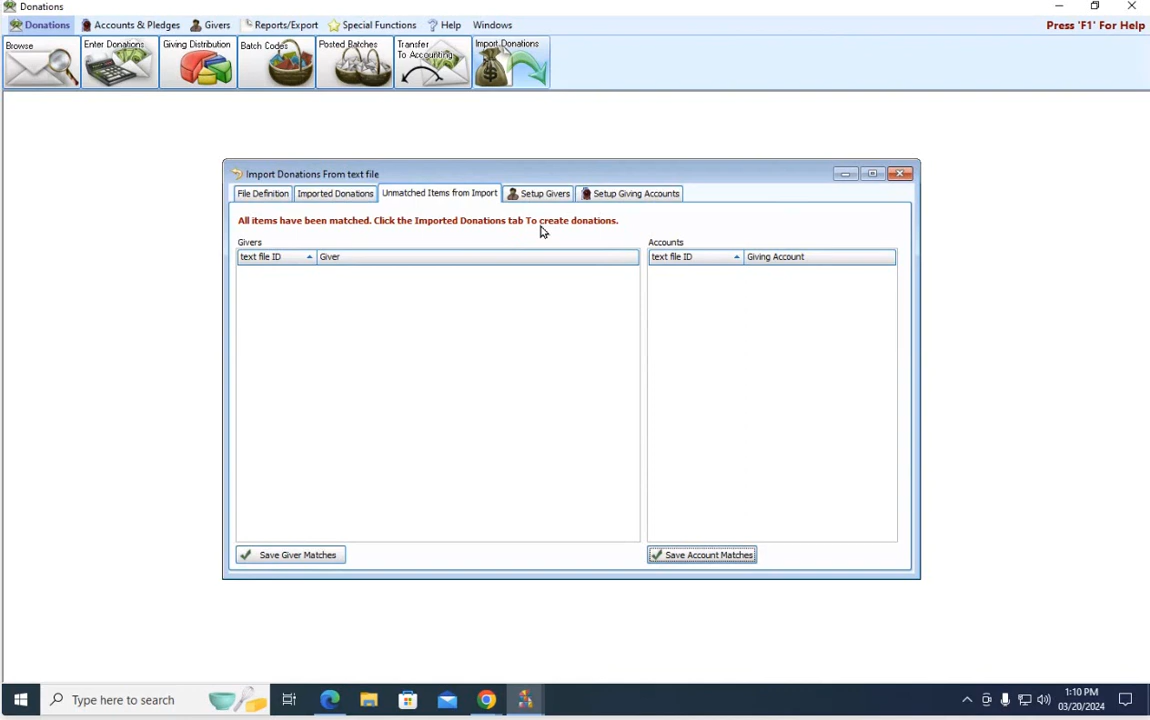 Donations
Donations Accounts & Pledges Givers Reports/Export Special Functions Help Windows Press 'F1' For Help
Browse Enter Donations Giving Distribution Batch Codes Posted Batches Transfer To Accounting Import Donations
Import Donations From text file
File Definition Imported Donations Unmatched Items from Import Setup Givers Setup Giving Accounts
All items have been matched. Click the Imported Donations tab To create donations.
Givers Accounts
text file ID Giver text file ID Giving Account
Save Giver Matches Save Account Matches
Type here to search 1:10 PM
03/20/2024